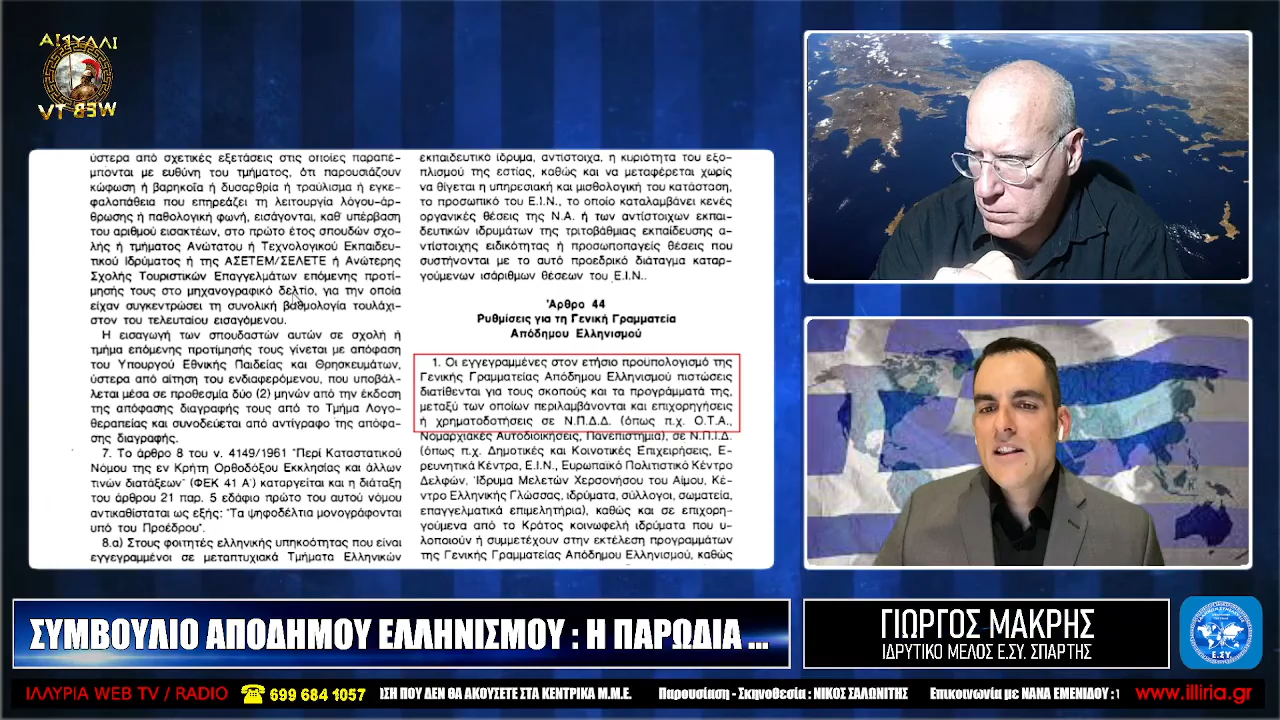 ΙΛΛΥΡΙΑ
WEB TV
ύστερα από σχετικές εξετάσεις στις οποίες παραπέ-
μπονται με ευθύνη του τμήματος, ότι παρουσιάζουν
κώφωση ή βαρηκοΐα ή δυσαρθρία ή τραύλισμα ή εγκε-
φαλοπάθεια που επηρεάζει τη λειτουργία λόγου-άρ-
θρωσης ή παθολογική φωνή, εισάγονται, καθ' υπέρβαση
του αριθμού εισακτέων, στο πρώτο έτος σπουδών σχο-
λής ή τμήματος Ανώτατου ή Τεχνολογικού Εκπαιδευ-
τικού Ιδρύματος ή της ΑΣΕΤΕΜ/ΣΕΛΕΤΕ ή Ανώτερης
Σχολής Τουριστικών Επαγγελμάτων επόμενης προτί-
μησής τους στο μηχανογραφικό δελτίο, για την οποία
είχαν συγκεντρώσει τη συνολική βαθμολογία τουλάχι-
στον του τελευταίου εισαγόμενου.
Η εισαγωγή των σπουδαστών αυτών σε σχολή ή
τμήμα επόμενης προτίμησής τους γίνεται με απόφαση
του Υπουργού Εθνικής Παιδείας και Θρησκευμάτων,
ύστερα από αίτηση του ενδιαφερόμενου, που υποβάλ-
λεται μέσα σε προθεσμία δύο (2) μηνών από την έκδοση
της απόφασης διαγραφής τους από το Τμήμα Λογο-
θεραπείας και συνοδεύεται από αντίγραφο της απόφα-
σης διαγραφής.
7. Το άρθρο 8 του ν. 4149/1961 "Περί Καταστατικού
Νόμου της εν Κρήτη Ορθοδόξου Εκκλησίας και άλλων
τινών διατάξεων" (ΦΕΚ 41 Α') καταργείται και η διάταξη
του άρθρου 21 παρ. 5 εδάφιο πρώτο του αυτού νόμου
αντικαθίσταται ως εξής: "Τα ψηφοδέλτια μονογράφονται
υπό του Προέδρου".
8.α) Στους φοιτητές ελληνικής υπηκοότητας που είναι
εγγεγραμμένοι σε μεταπτυχιακά Τμήματα Ελληνικών
εκπαιδευτικό ίδρυμα, αντίστοιχα, η κυριότητα του εξο-
πλισμού της εστίας, καθώς και να μεταφέρεται χωρίς
να θίγεται η υπηρεσιακή και μισθολογική του κατάσταση,
το προσωπικό του Ε.Ι.Ν., το οποίο καταλαμβάνει κενές
οργανικές θέσεις της Ν.Α. ή των αντίστοιχων εκπαι-
δευτικών ιδρυμάτων της τριτοβάθμιας εκπαίδευσης α-
ντίστοιχης ειδικότητας ή προσωποπαγείς θέσεις που
συστήνονται με το αυτό προεδρικό διάταγμα καταρ-
γούμενων ισάριθμων θέσεων του Ε.Ι.Ν..
'Αρθρο 44
Ρυθμίσεις για τη Γενική Γραμματεία
Απόδημου Ελληνισμού
1. Οι εγγεγραμμένες στον ετήσιο προϋπολογισμό της
Γενικής Γραμματείας Απόδημου Ελληνισμού πιστώσεις
διατίθενται για τους σκοπούς και τα προγράμματά της,
μεταξύ των οποίων περιλαμβάνονται και επιχορηγήσεις
ή χρηματοδοτήσεις σε Ν.Π.Δ.Δ. (όπως π.χ. Ο.Τ.Α.,
Νομαρχιακές Αυτοδιοικήσεις, Πανεπιστήμια), σε Ν.Π.Ι.Δ.
(όπως π.χ. Δημοτικές και Κοινοτικές Επιχειρήσεις, Ε-
ρευνητικά Κέντρα, Ε.Ι.Ν., Ευρωπαϊκό Πολιτιστικό Κέντρο
Δελφών, 'Ιδρυμα Μελετών Χερσονήσου του Αίμου, Κέ-
ντρο Ελληνικής Γλώσσας, ιδρύματα, σύλλογοι, σωματεία,
επαγγελματικά επιμελητήρια), καθώς και σε επιχορη-
γούμενα από το Κράτος κοινωφελή ιδρύματα που υ-
λοποιούν ή συμμετέχουν στην εκτέλεση προγραμμάτων
της Γενικής Γραμματείας Απόδημου Ελληνισμού, καθώς
ΣΥΜΒΟΥΛΙΟ ΑΠΟΔΗΜΟΥ ΕΛΛΗΝΙΣΜΟΥ : Η ΠΑΡΩΔΙΑ ...
ΓΙΩΡΓΟΣ ΜΑΚΡΗΣ
ΙΔΡΥΤΙΚΟ ΜΕΛΟΣ Ε.ΣΥ. ΣΠΑΡΤΗΣ
Ε.ΣΥ.
ΙΛΛΥΡΙΑ WEB TV / RADIO 699 684 1057 ΙΣΗ ΠΟΥ ΔΕΝ ΘΑ ΑΚΟΥΣΕΤΕ ΣΤΑ ΚΕΝΤΡΙΚΑ Μ.Μ.Ε. Παρουσίαση - Σκηνοθεσία : ΝΙΚΟΣ ΣΑΛΩΝΙΤΗΣ Επικοινωνία με ΝΑΝΑ ΕΜΕΝΙΔΟΥ : www.illiria.gr